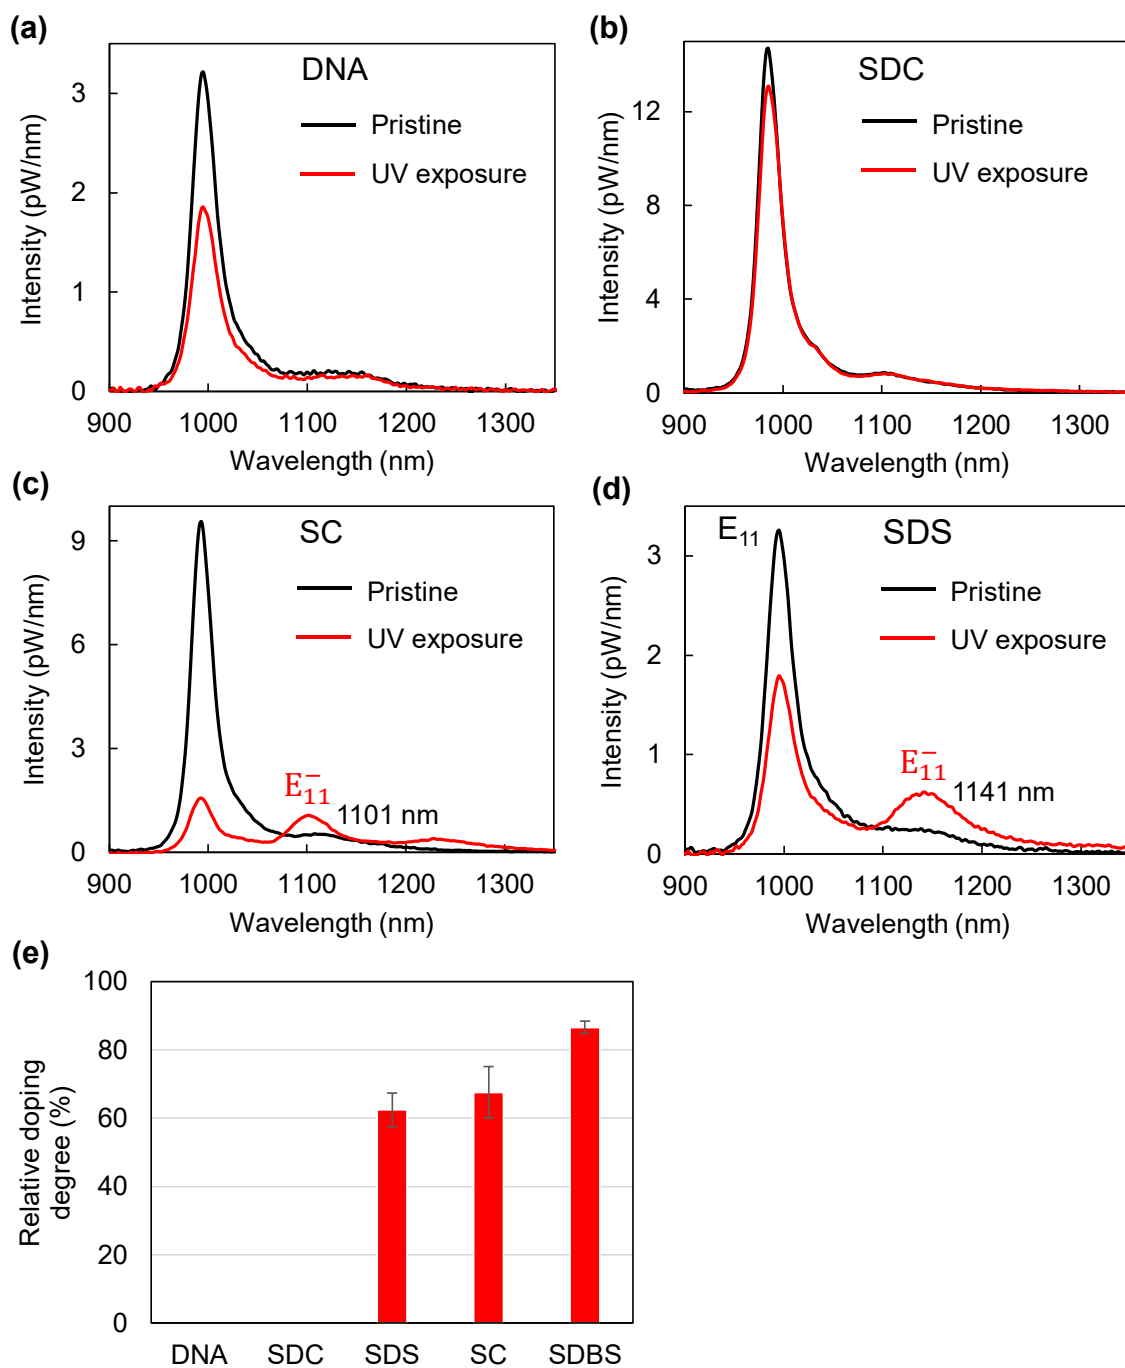 (a)
DNA
Pristine
UV exposure
Intensity (pW/nm)
3
2
1
0
900 1000 1100 1200 1300
Wavelength (nm)
(b)
SDC
Pristine
UV exposure
Intensity (pW/nm)
12
8
4
0
900 1000 1100 1200 1300
Wavelength (nm)
(c)
SC
Pristine
UV exposure
Intensity (pW/nm)
9
6
3
0
E₁₁⁻
1101 nm
900 1000 1100 1200 1300
Wavelength (nm)
(d)
E₁₁
SDS
Pristine
UV exposure
Intensity (pW/nm)
3
2
1
0
E₁₁⁻
1141 nm
900 1000 1100 1200 1300
Wavelength (nm)
(e)
Relative doping
degree (%)
100
80
60
40
20
0
DNA SDC SDS SC SDBS